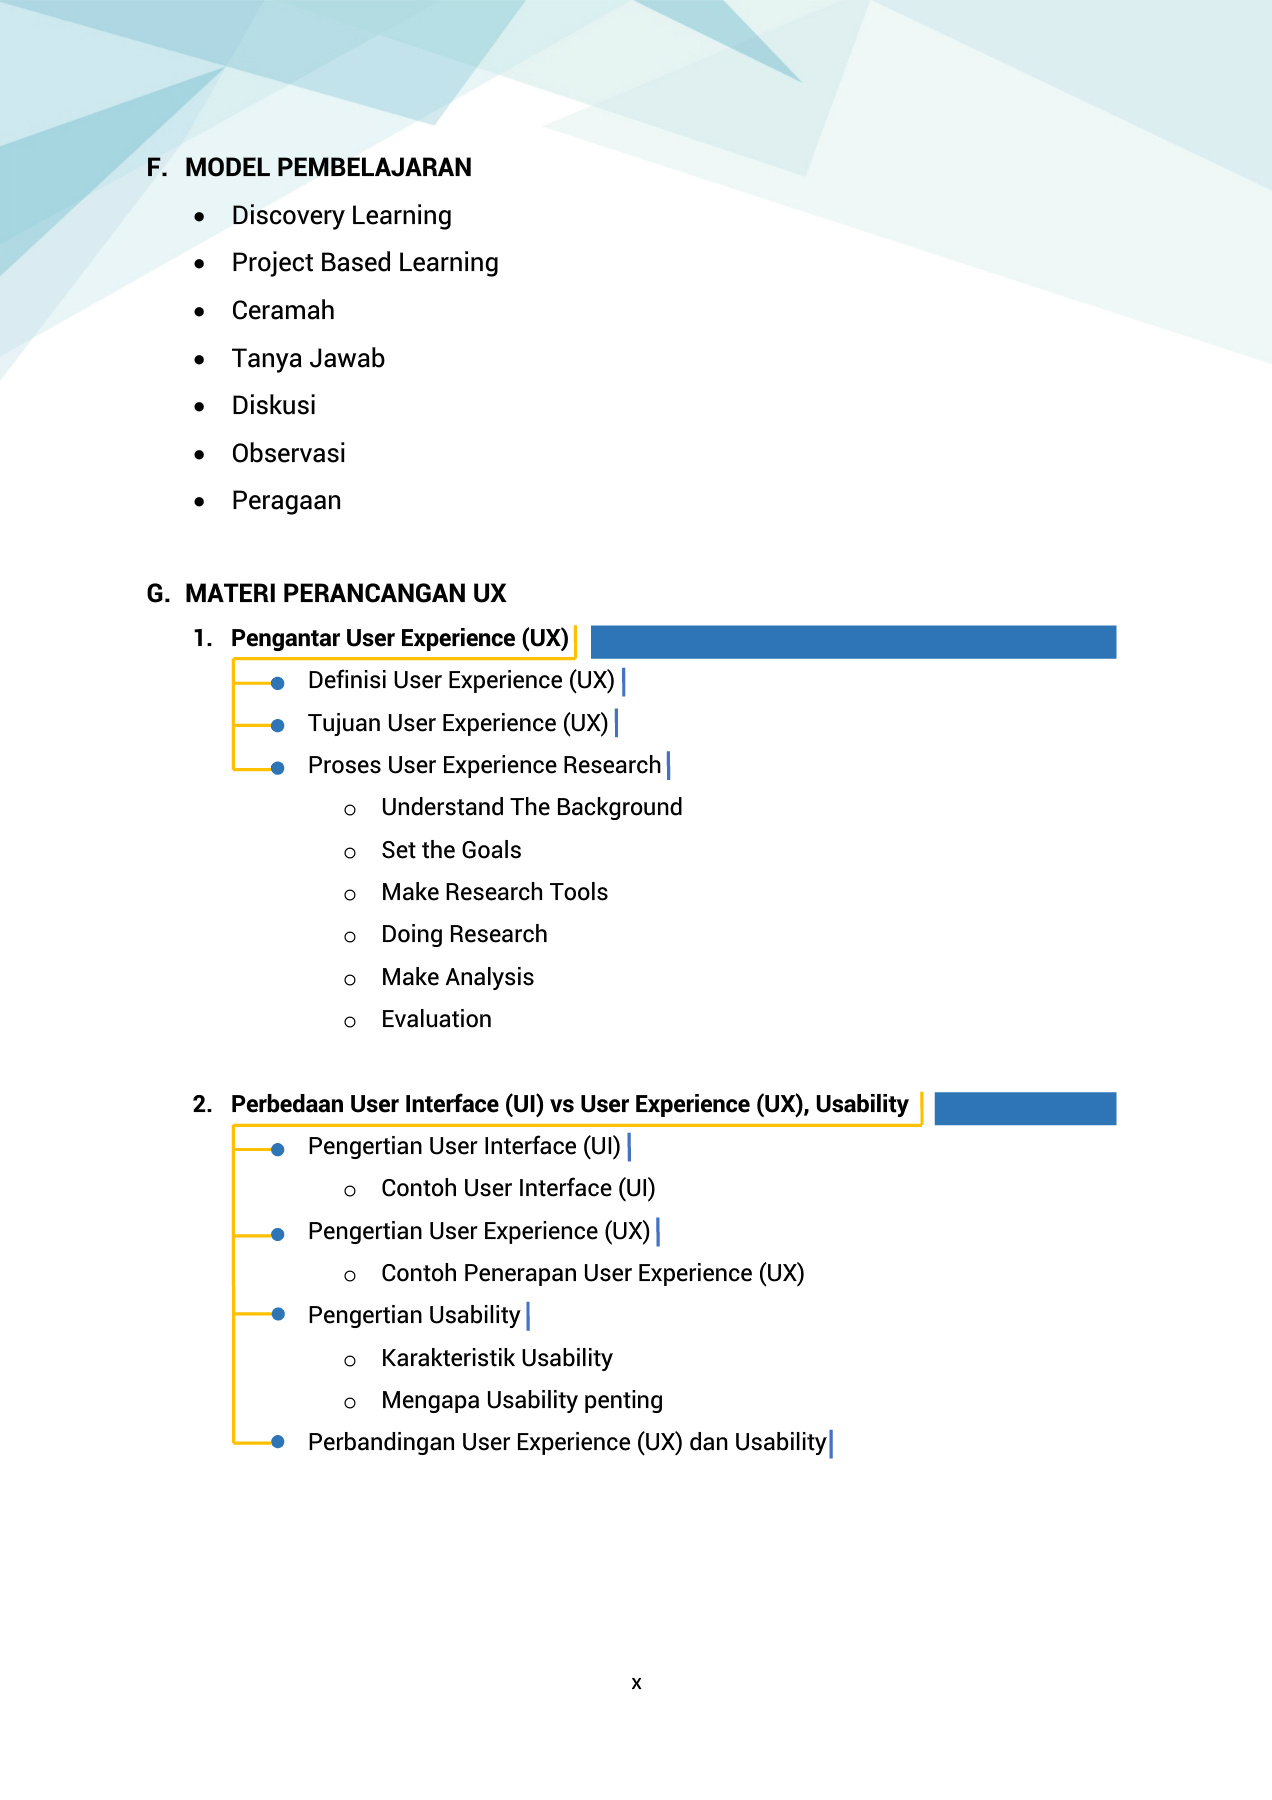 F. MODEL PEMBELAJARAN
• Discovery Learning
• Project Based Learning
• Ceramah
• Tanya Jawab
• Diskusi
• Observasi
• Peragaan
G. MATERI PERANCANGAN UX
1. Pengantar User Experience (UX)
Definisi User Experience (UX)
Tujuan User Experience (UX)
Proses User Experience Research
o Understand The Background
o Set the Goals
o Make Research Tools
o Doing Research
o Make Analysis
o Evaluation
2. Perbedaan User Interface (UI) vs User Experience (UX), Usability
Pengertian User Interface (UI)
o Contoh User Interface (UI)
Pengertian User Experience (UX)
o Contoh Penerapan User Experience (UX)
Pengertian Usability
o Karakteristik Usability
o Mengapa Usability penting
Perbandingan User Experience (UX) dan Usability
x